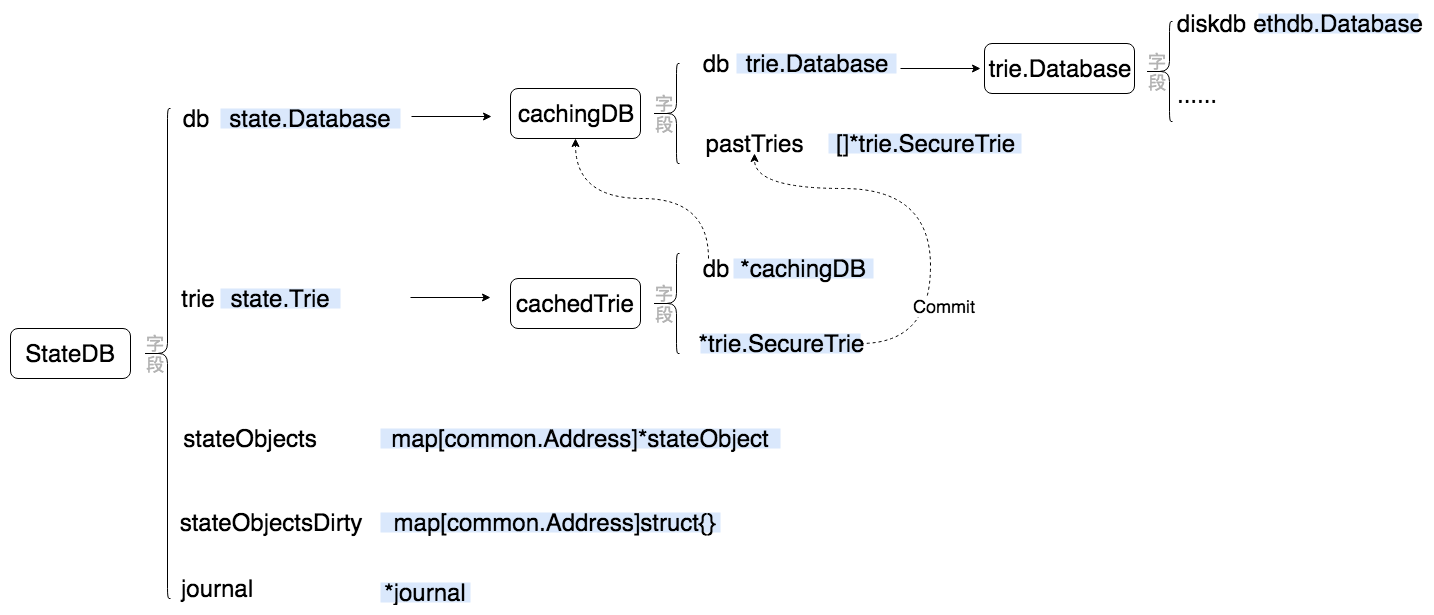 diskdb ethdb.Database
db trie.Database
trie.Database
字段
......
db state.Database
cachingDB
字段
pastTries []*trie.SecureTrie
db *cachingDB
trie state.Trie
cachedTrie
字段
Commit
*trie.SecureTrie
StateDB
字段
stateObjects map[common.Address]*stateObject
stateObjectsDirty map[common.Address]struct{}
journal *journal